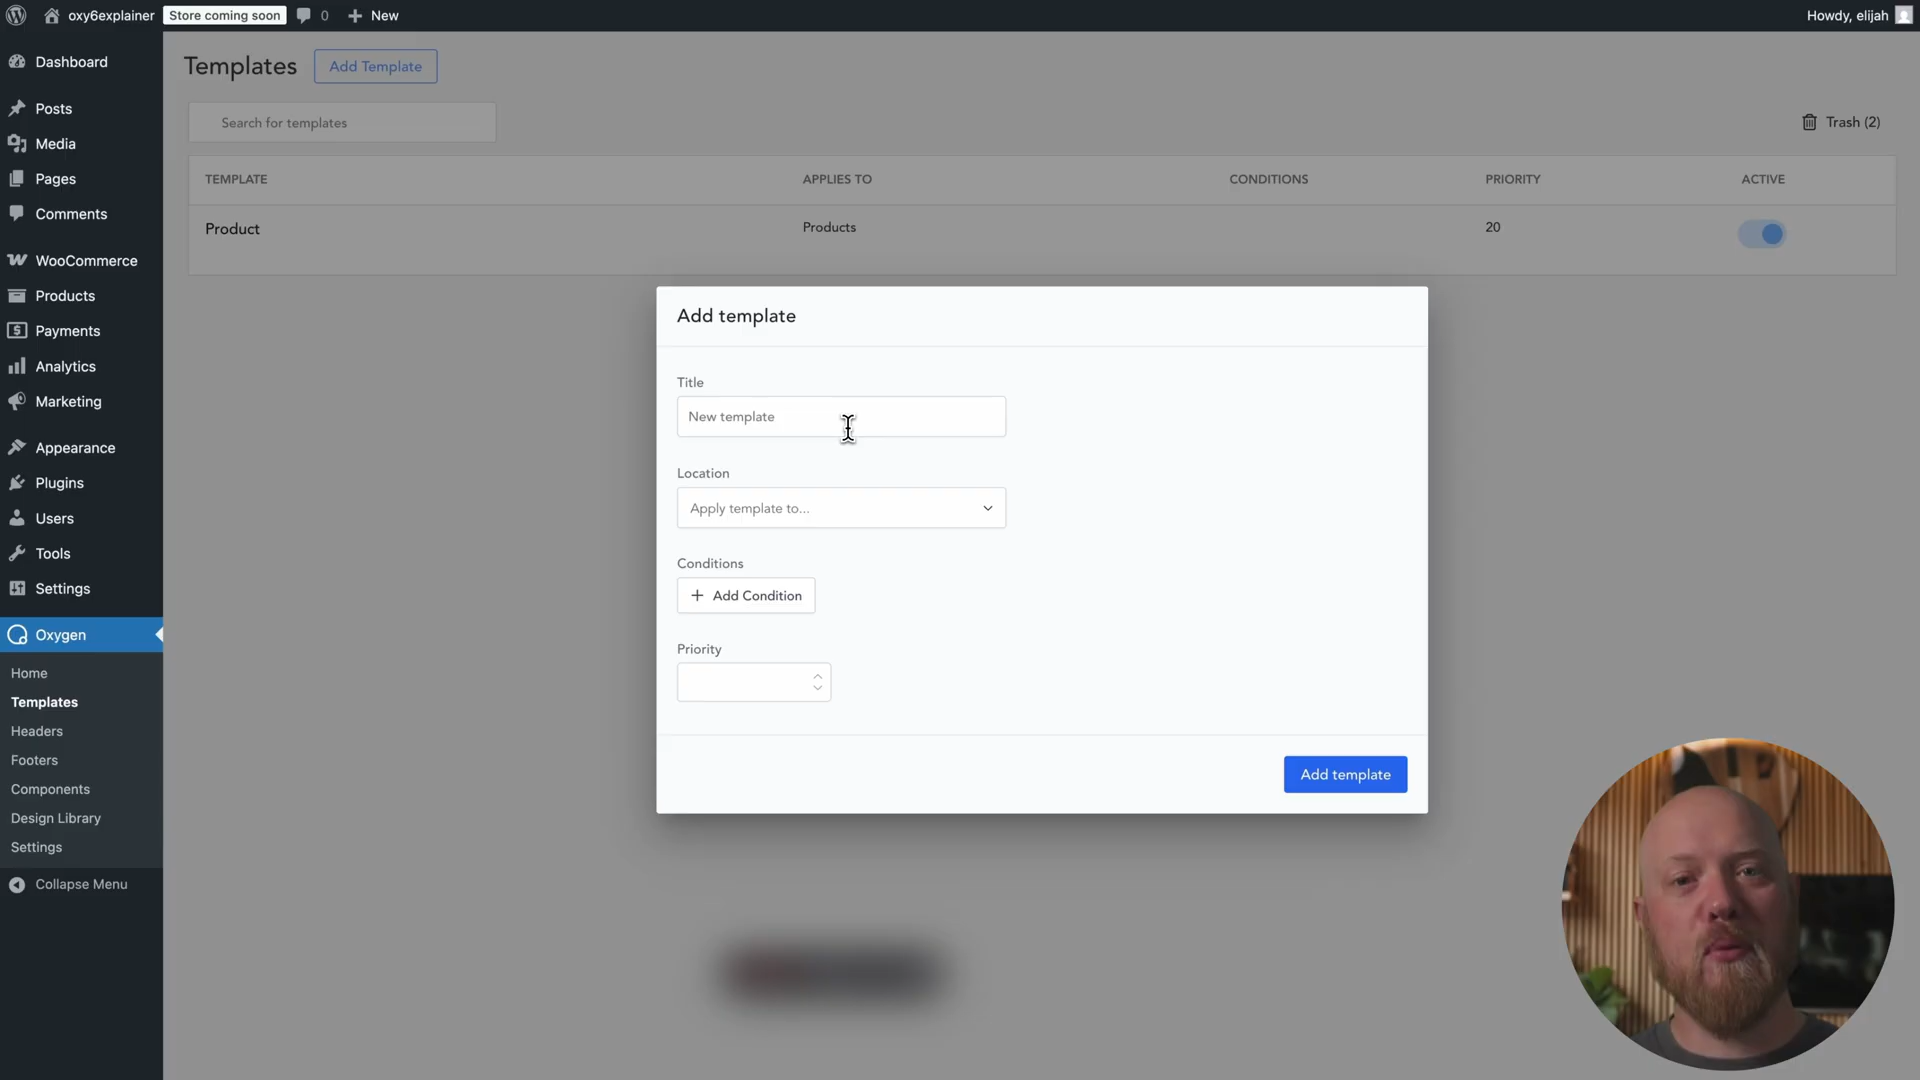 oxy6explainer
Store coming soon
0
New
Howdy, elijah
Dashboard
Posts
Media
Pages
Comments
WooCommerce
Products
Payments
Analytics
Marketing
Appearance
Plugins
Users
Tools
Settings
Oxygen
Home
Templates
Headers
Footers
Components
Design Library
Settings
Collapse Menu
Templates
Add Template
Search for templates
Trash (2)
TEMPLATE APPLIES TO CONDITIONS PRIORITY ACTIVE
Product Products 20
Add template
Title
New template
Location
Apply template to...
Conditions
+ Add Condition
Priority
Add template